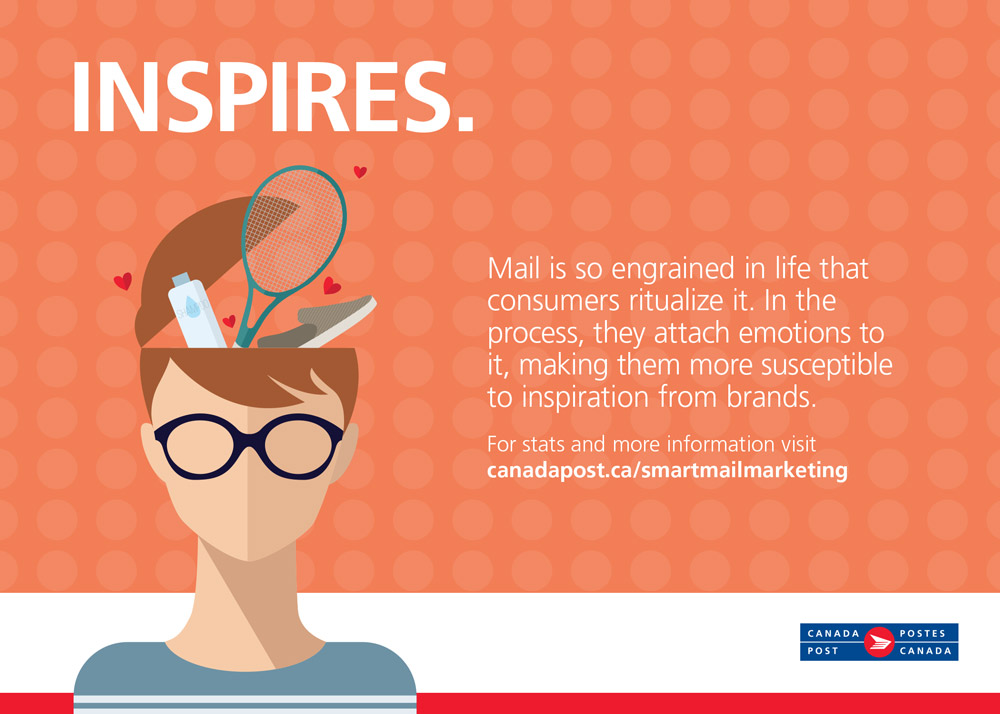 INSPIRES.
Mail is so engrained in life that
consumers ritualize it. In the
process, they attach emotions to
it, making them more susceptible
to inspiration from brands.
For stats and more information visit
canadapost.ca/smartmailmarketing
CANADA POSTES
POST CANADA